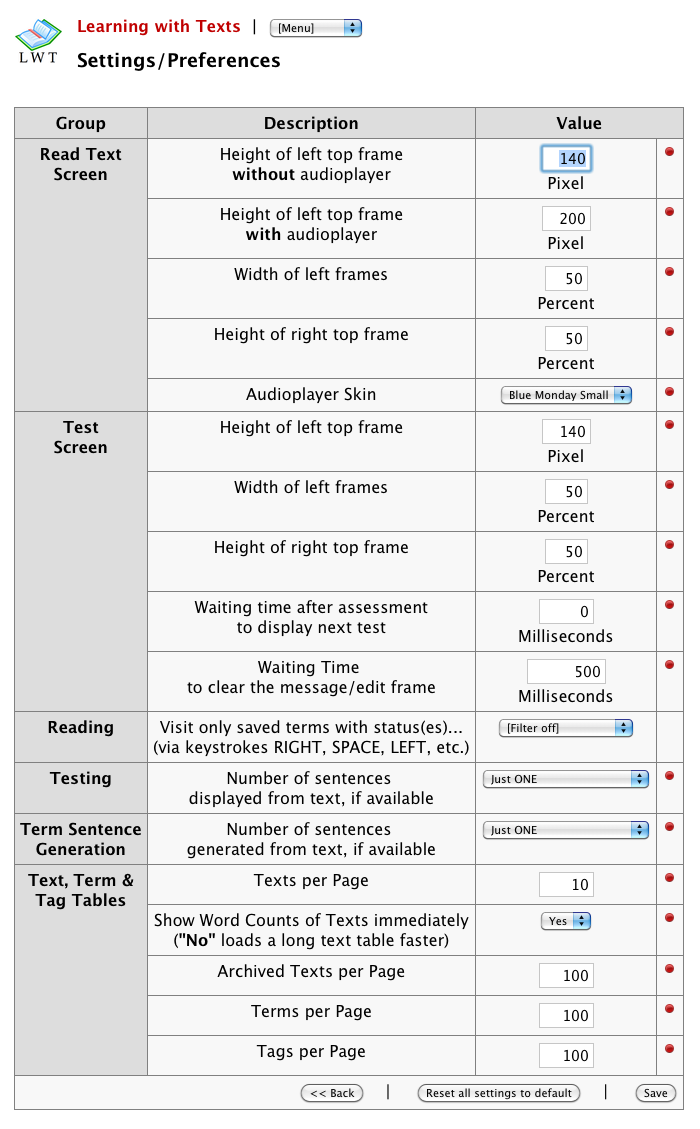 Learning with Texts | [Menu]
LWT
Settings/Preferences
Group Description Value
Read Text
Screen
Height of left top frame
without audioplayer
140
Pixel
Height of left top frame
with audioplayer
200
Pixel
Width of left frames
50
Percent
Height of right top frame
50
Percent
Audioplayer Skin
Blue Monday Small
Test
Screen
Height of left top frame
140
Pixel
Width of left frames
50
Percent
Height of right top frame
50
Percent
Waiting time after assessment
to display next test
0
Milliseconds
Waiting Time
to clear the message/edit frame
500
Milliseconds
Reading
Visit only saved terms with status(es)...
(via keystrokes RIGHT, SPACE, LEFT, etc.)
[Filter off]
Testing
Number of sentences
displayed from text, if available
Just ONE
Term Sentence
Generation
Number of sentences
generated from text, if available
Just ONE
Text, Term &
Tag Tables
Texts per Page
10
Show Word Counts of Texts immediately
("No" loads a long text table faster)
Yes
Archived Texts per Page
100
Terms per Page
100
Tags per Page
100
<< Back | Reset all settings to default | Save